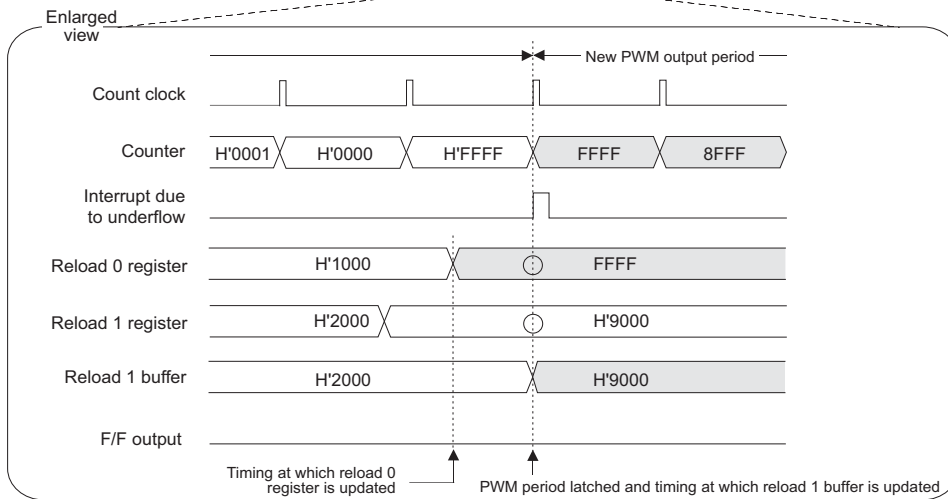 Enlarged
view
New PWM output period
Count clock
Counter
H'0001
H'0000
H'FFFF
FFFF
8FFF
Interrupt due
to underflow
Reload 0 register
H'1000
FFFF
Reload 1 register
H'2000
H'9000
Reload 1 buffer
H'2000
H'9000
F/F output
Timing at which reload 0
register is updated
PWM period latched and timing at which reload 1 buffer is updated